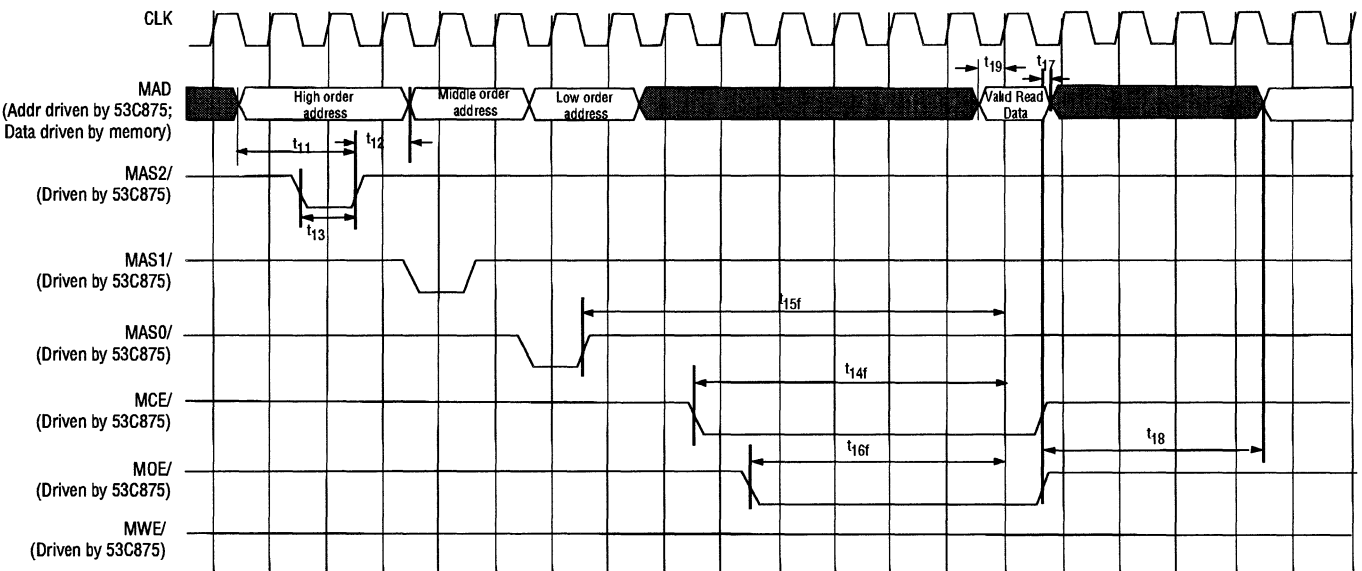 CLK
t19
t17
MAD
(Addr driven by 53C875;
Data driven by memory)
High order
address
Middle order
address
Low order
address
Valid Read
Data
t11
t12
MAS2/
(Driven by 53C875)
t13
MAS1/
(Driven by 53C875)
t15f
MAS0/
(Driven by 53C875)
t14f
MCE/
(Driven by 53C875)
t18
t16f
MOE/
(Driven by 53C875)
MWE/
(Driven by 53C875)